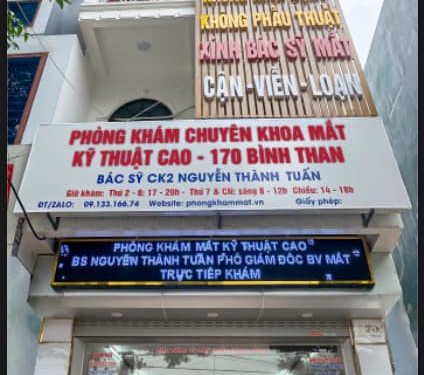 KHÔNG PHẪU THUẬT
KÍNH BÁC SỸ MẮT
CẬN-VIỄN-LOẠN
PHÒNG KHÁM CHUYÊN KHOA MẮT
KỸ THUẬT CAO - 170 BÌNH THAN
BÁC SỸ CK2 NGUYỄN THÀNH TUẤN
Giờ khám: Thứ 2 - 6: 17 - 20h - Thứ 7 & CN: sáng 8 - 12h Chiều: 14 - 18h
ĐT/ZALO: 09.133.166.74 Website: phongkhammat.vn Giấy phép:
PHÒNG KHÁM MẮT KỸ THUẬT CAO
BS NGUYỄN THÀNH TUẤN PHÓ GIÁM ĐỐC BV MẮT
TRỰC TIẾP KHÁM